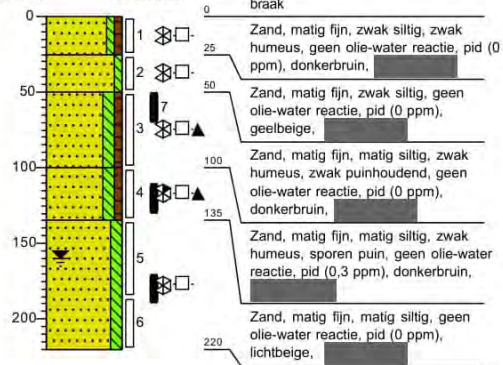 0
braak
0
1
Zand, matig fijn, zwak siltig, zwak
humeus, geen olie-water reactie, pid (0
ppm), donkerbruin,
25
2
50
50
7
Zand, matig fijn, zwak siltig, geen
olie-water reactie, pid (0 ppm),
geelbeige,
3
100
100
Zand, matig fijn, matig siltig, zwak
humeus, zwak puinhoudend, geen
olie-water reactie, pid (0 ppm),
donkerbruin,
4
135
150
5
Zand, matig fijn, matig siltig, zwak
humeus, sporen puin, geen olie-water
reactie, pid (0,3 ppm), donkerbruin,
200
6
220
Zand, matig fijn, matig siltig, geen
olie-water reactie, pid (0 ppm),
lichtbeige,